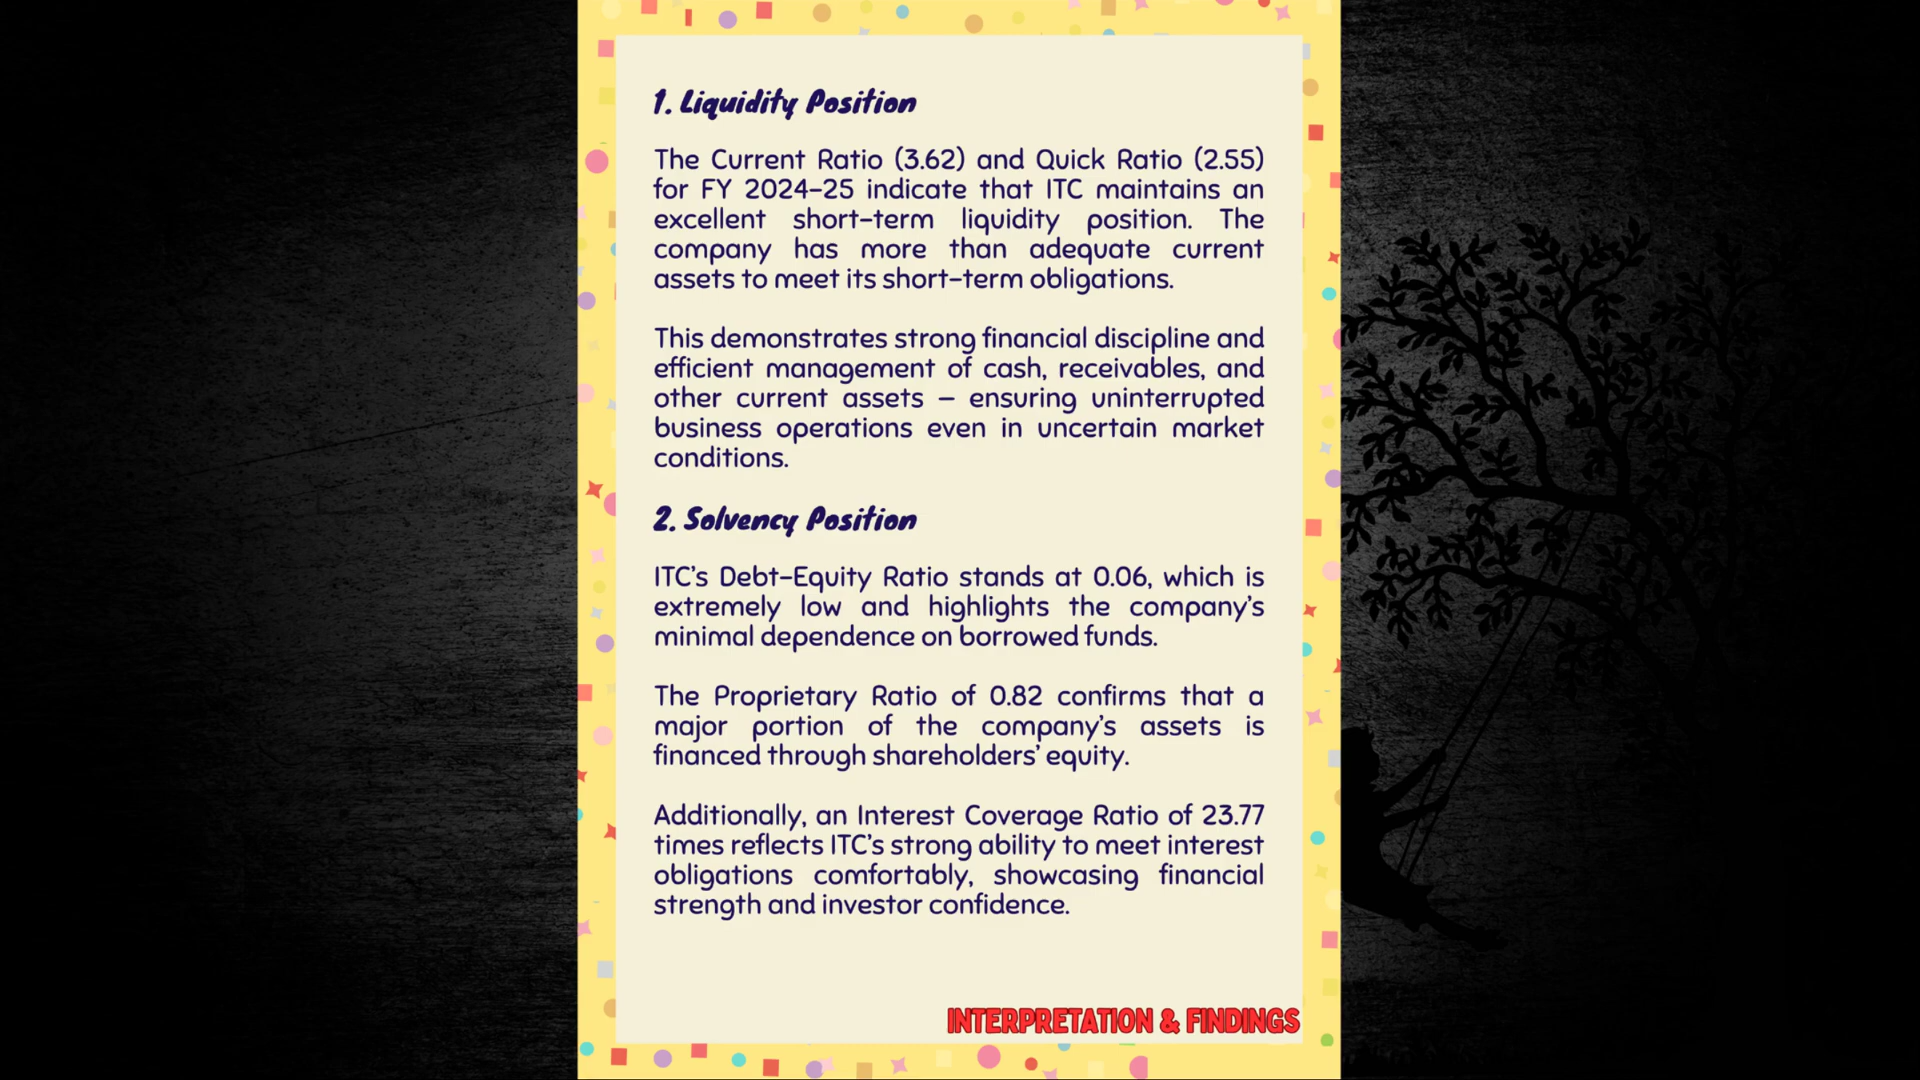 1. Liquidity Position
The Current Ratio (3.62) and Quick Ratio (2.55)
for FY 2024–25 indicate that ITC maintains an
excellent short-term liquidity position. The
company has more than adequate current
assets to meet its short-term obligations.
This demonstrates strong financial discipline and
efficient management of cash, receivables, and
other current assets — ensuring uninterrupted
business operations even in uncertain market
conditions.
2. Solvency Position
ITC’s Debt–Equity Ratio stands at 0.06, which is
extremely low and highlights the company’s
minimal dependence on borrowed funds.
The Proprietary Ratio of 0.82 confirms that a
major portion of the company’s assets is
financed through shareholders’ equity.
Additionally, an Interest Coverage Ratio of 23.77
times reflects ITC’s strong ability to meet interest
obligations comfortably, showcasing financial
strength and investor confidence.
INTERPRETATION & FINDINGS